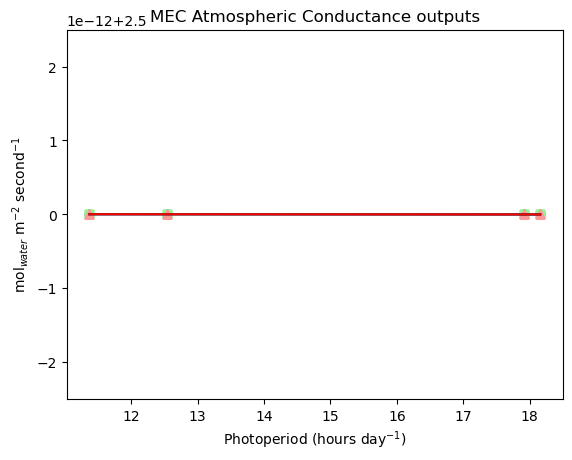 MEC Atmospheric Conductance outputs
1e−12+2.5
2
1
0
−1
−2
mol_{water} m^{−2} second^{−1}
12 13 14 15 16 17 18
Photoperiod (hours day^{−1})